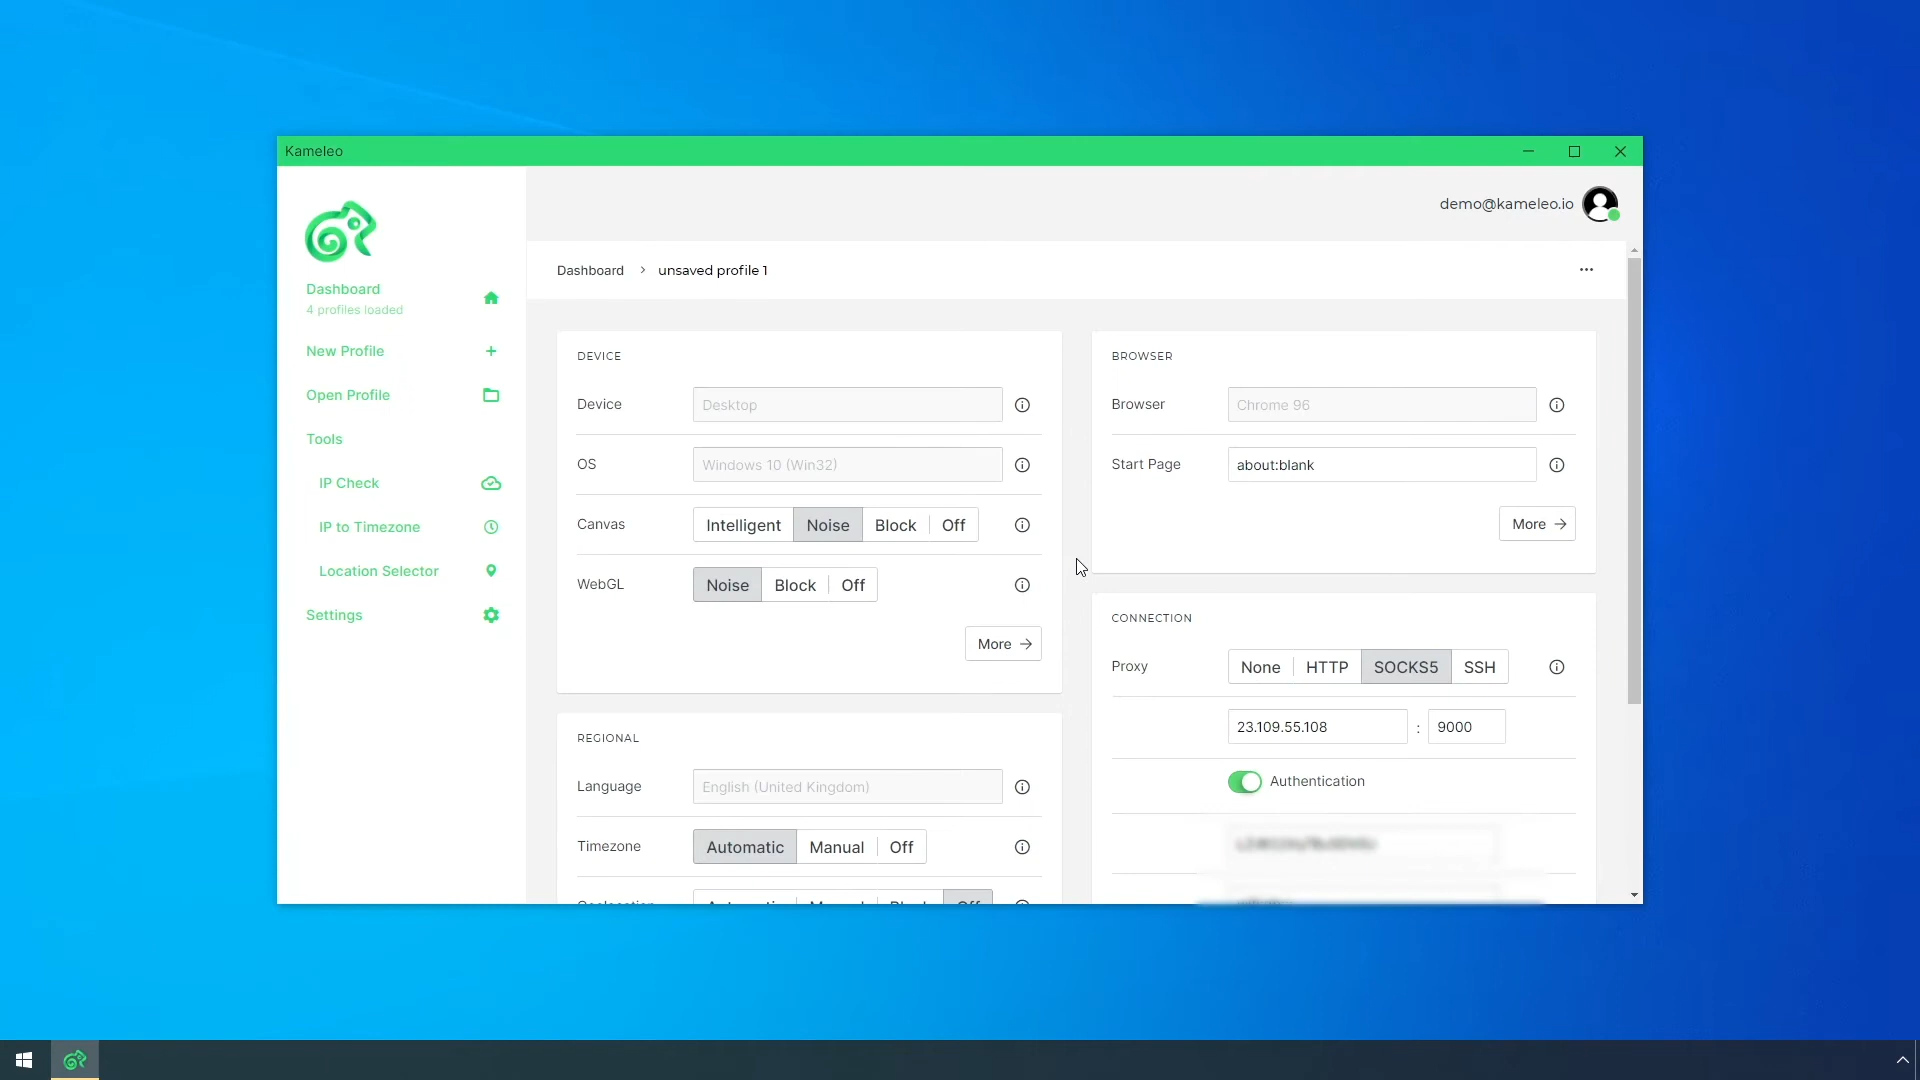 Kameleo
demo@kameleo.io
Dashboard
4 profiles loaded
New Profile
Open Profile
Tools
IP Check
IP to Timezone
Location Selector
Settings
Dashboard > unsaved profile 1
...
DEVICE
Device Desktop
OS Windows 10 (Win32)
Canvas Intelligent Noise Block Off
WebGL Noise Block Off
More →
REGIONAL
Language English (United Kingdom)
Timezone Automatic Manual Off
BROWSER
Browser Chrome 96
Start Page about:blank
More →
CONNECTION
Proxy None HTTP SOCKS5 SSH
23.109.55.108 : 9000
Authentication